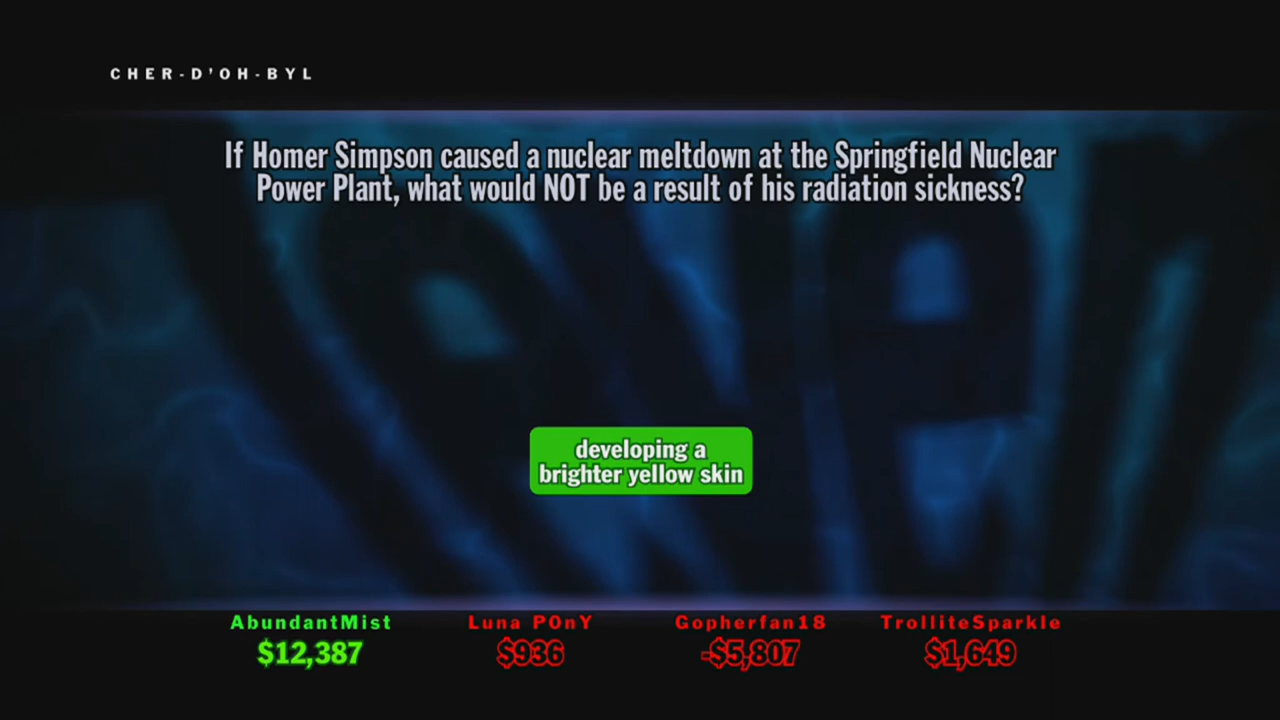 CHER-D'OH-BYL
If Homer Simpson caused a nuclear meltdown at the Springfield Nuclear
Power Plant, what would NOT be a result of his radiation sickness?
developing a
brighter yellow skin
AbundantMist Luna P0nY Gopherfan18 TrolliteSparkle
$12,387 $936 -$5,807 $1,649